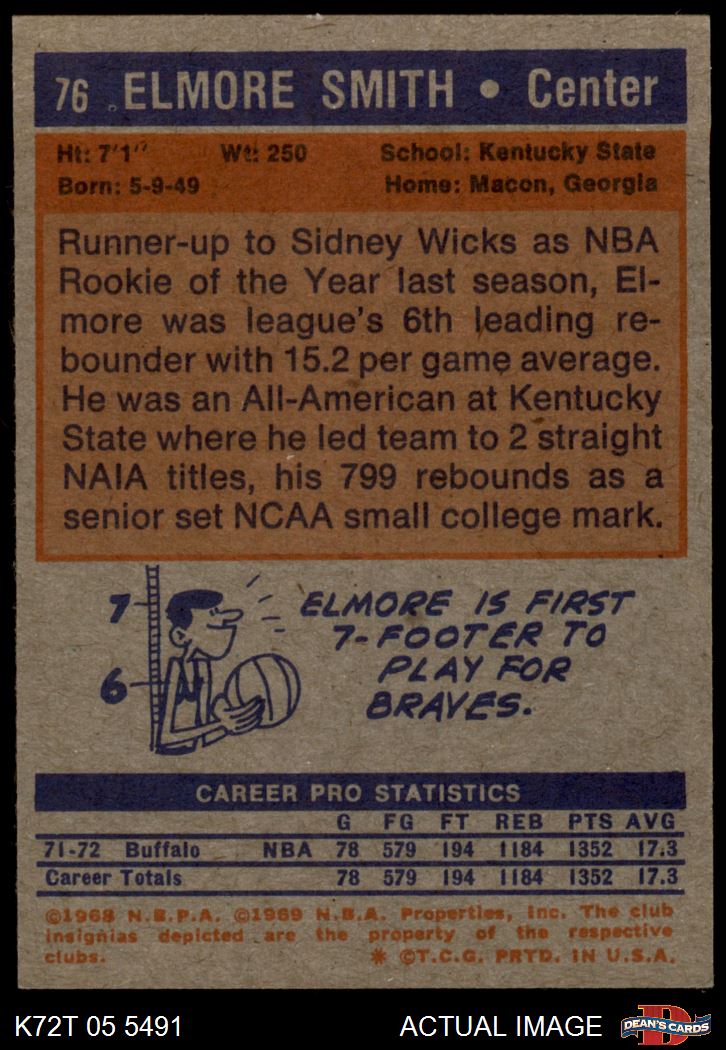 76 ELMORE SMITH • Center
Ht: 7'1" Wt: 250 School: Kentucky State
Born: 5-9-49 Home: Macon, Georgia
Runner-up to Sidney Wicks as NBA
Rookie of the Year last season, El-
more was league's 6th leading re-
bounder with 15.2 per game average.
He was an All-American at Kentucky
State where he led team to 2 straight
NAIA titles, his 799 rebounds as a
senior set NCAA small college mark.
7
6
ELMORE IS FIRST
7-FOOTER TO
PLAY FOR
BRAVES.
CAREER PRO STATISTICS
G FG FT REB PTS AVG
71-72 Buffalo NBA 78 579 194 1184 1352 17.3
Career Totals 78 579 194 1184 1352 17.3
©1968 N.B.P.A. ©1969 N.B.A. Properties, Inc. The club
insignias depicted are the property of the respective
clubs. * ©T.C.G. PRTD. IN U.S.A.
K72T 05 5491 ACTUAL IMAGE D DEAN'S CARDS